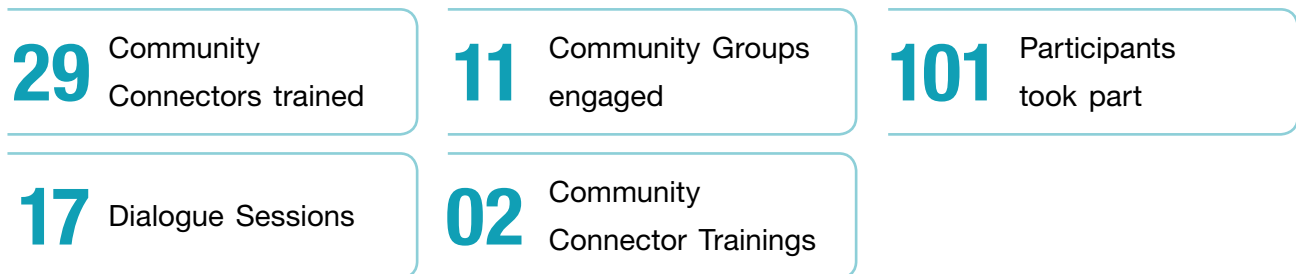 29
Community
Connectors trained
11
Community Groups
engaged
101
Participants
took part
17
Dialogue Sessions
02
Community
Connector Trainings